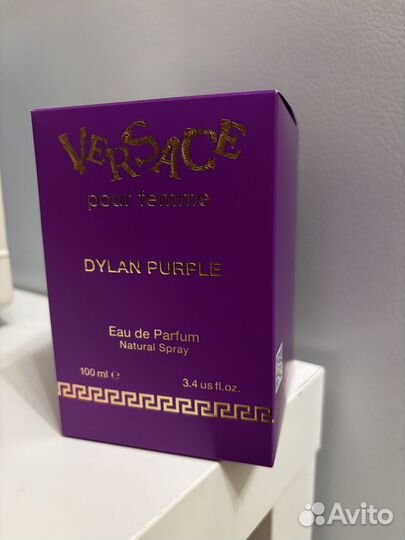 VERSACE
pour femme
DYLAN PURPLE
Eau de Parfum
Natural Spray
100 ml e 3.4 us fl.oz.
Avito